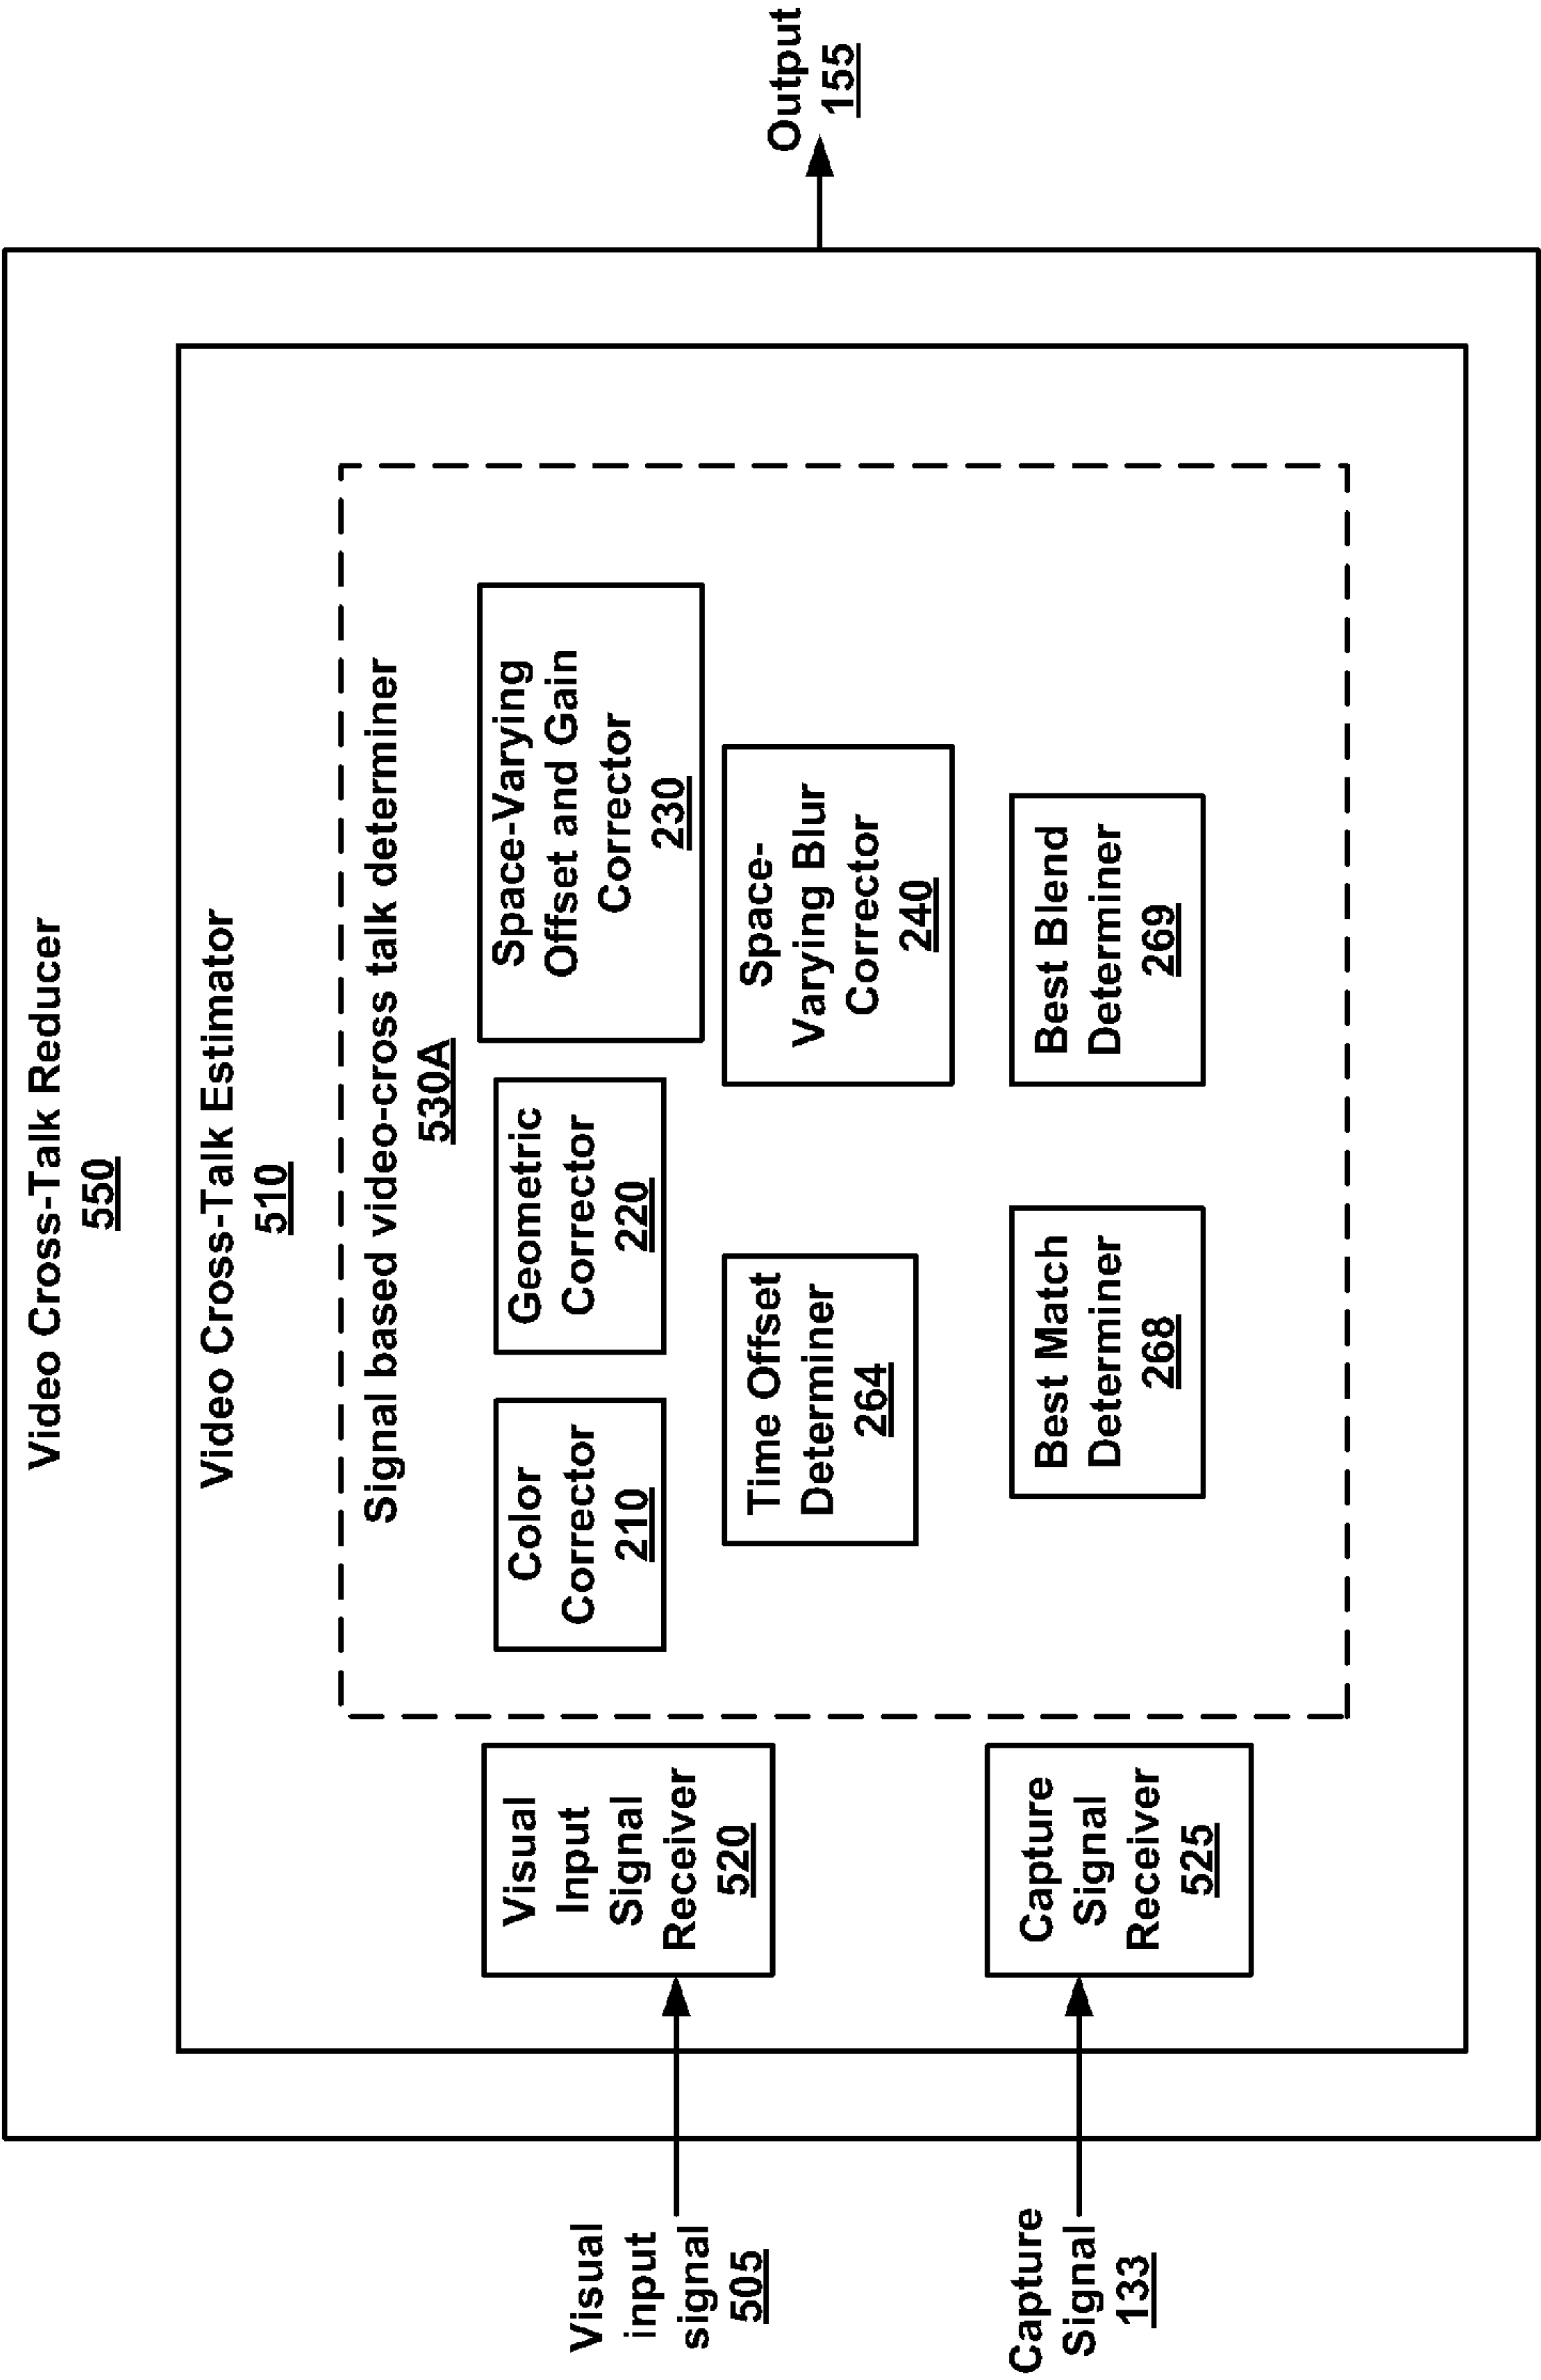 Video Cross-Talk Reducer
550
Video Cross-Talk Estimator
510
Signal based video-cross talk determiner
530A
Visual
input
signal
505
Visual
Input
Signal
Receiver
520
Color
Corrector
210
Geometric
Corrector
220
Space-Varying
Offset and Gain
Corrector
230
Time Offset
Determiner
264
Space-
Varying Blur
Corrector
240
Output
155
Capture
Signal
133
Capture
Signal
Receiver
525
Best Match
Determiner
268
Best Blend
Determiner
269